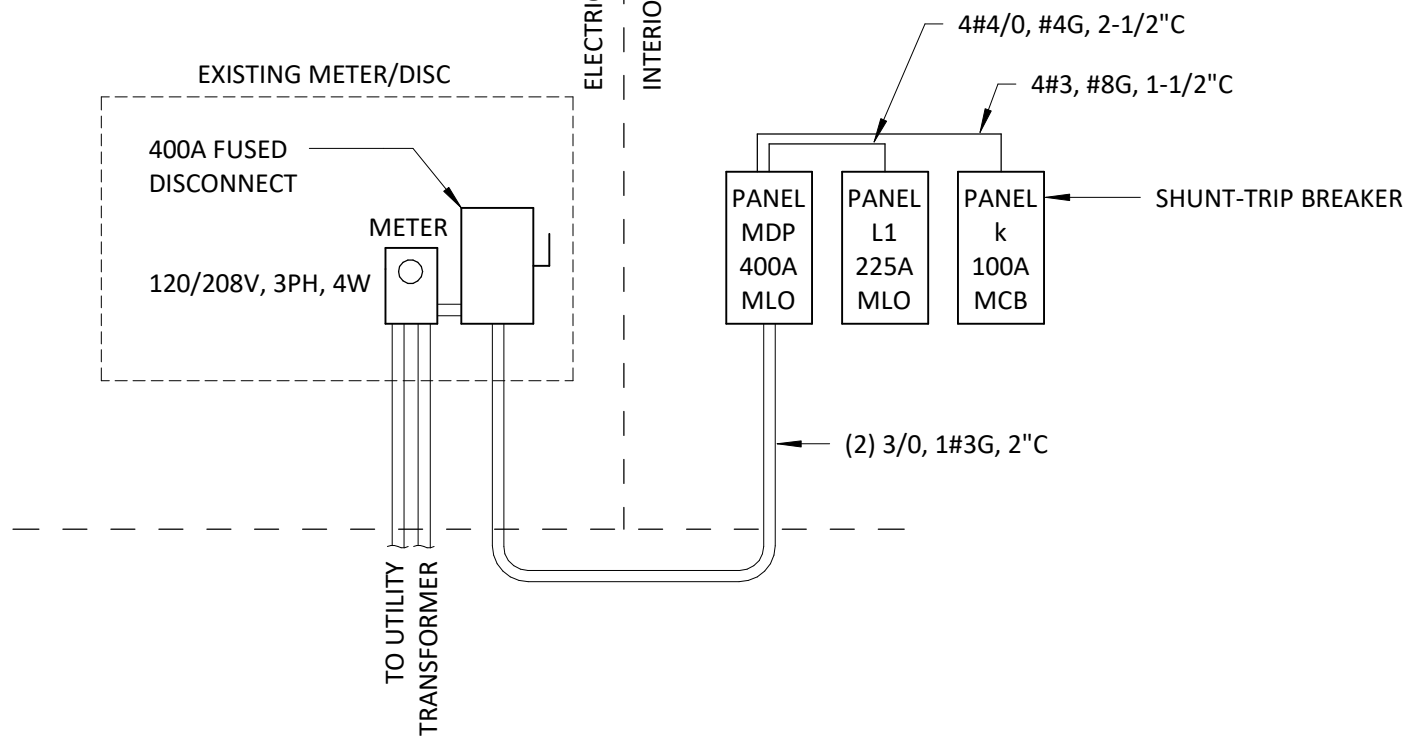 ELECTRIC
INTERIO
4#4/0, #4G, 2-1/2"C
4#3, #8G, 1-1/2"C
EXISTING METER/DISC
400A FUSED
DISCONNECT
METER
120/208V, 3PH, 4W
PANEL
MDP
400A
MLO
PANEL
L1
225A
MLO
PANEL
k
100A
MCB
SHUNT-TRIP BREAKER
(2) 3/0, 1#3G, 2"C
TO UTILITY
TRANSFORMER